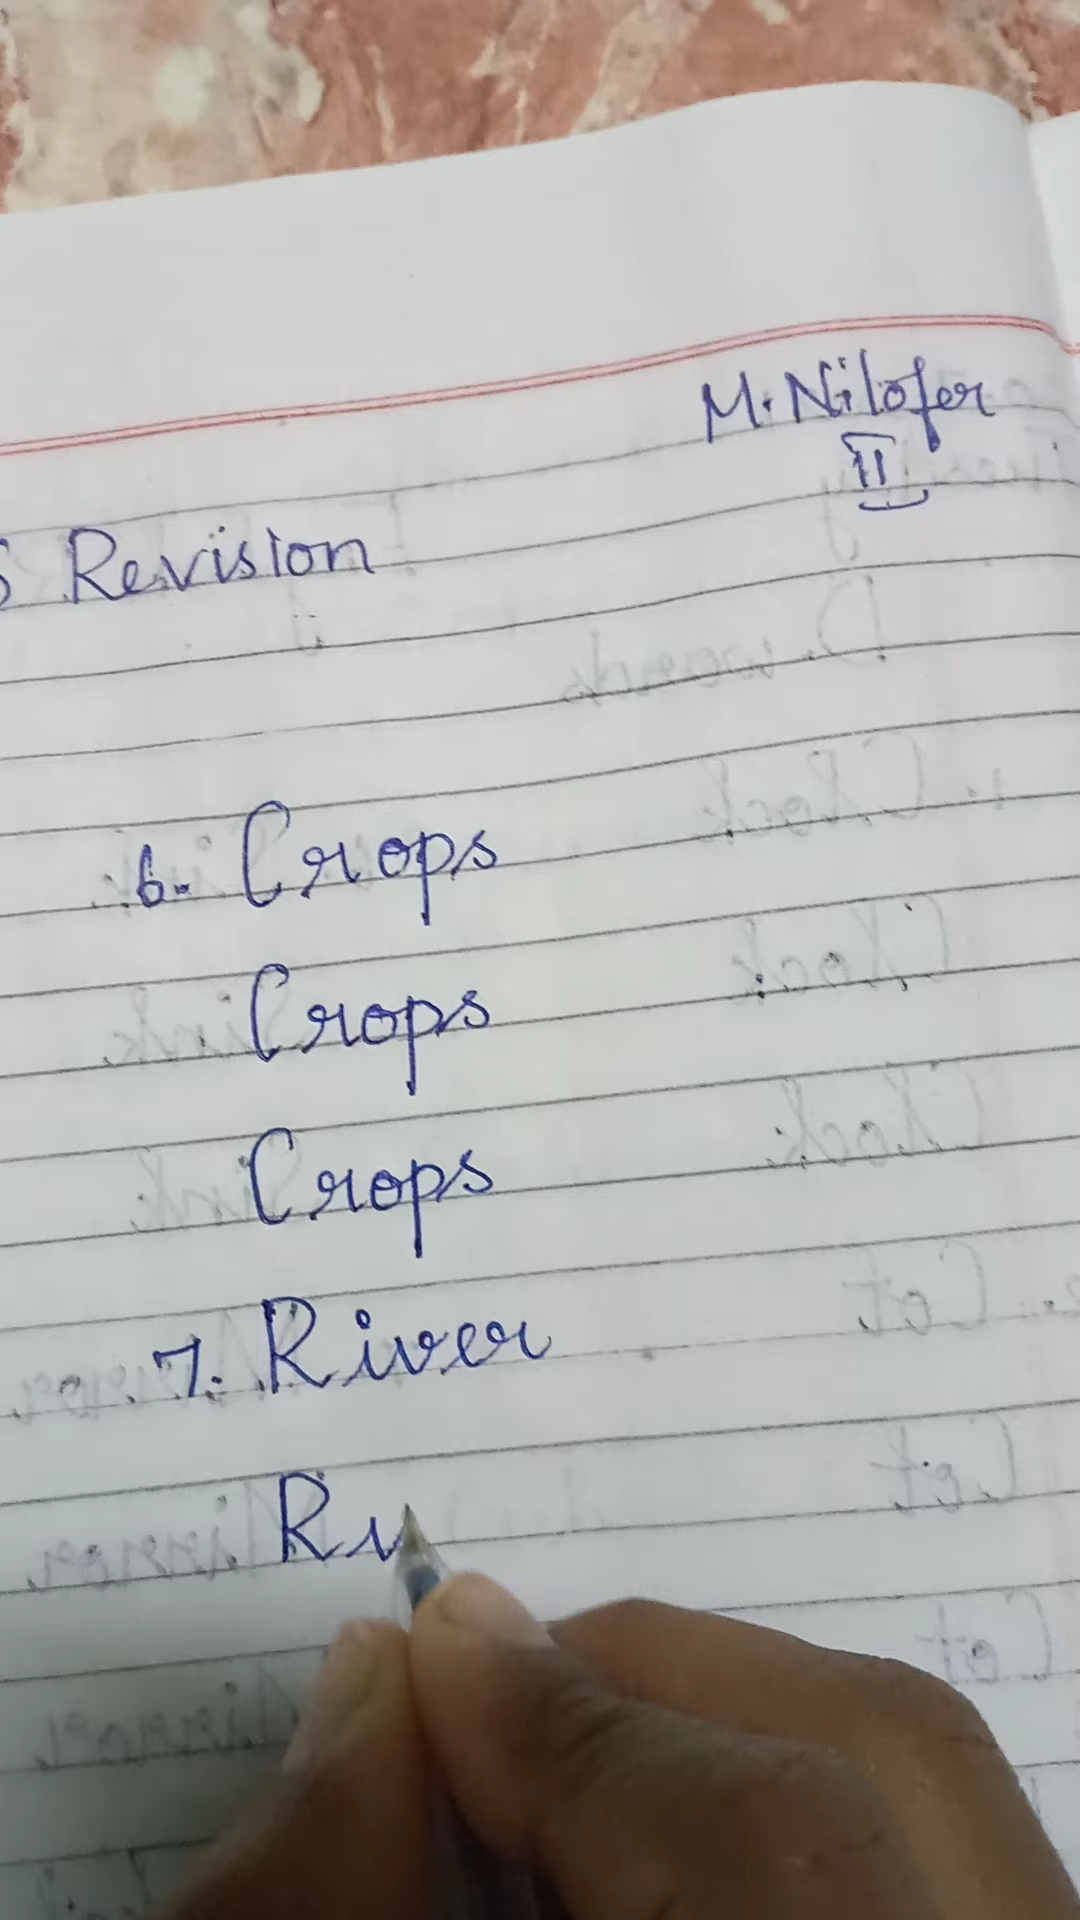 M. Nilofer
II
Revision
6. Crops
Crops
Crops
7. River
Ri